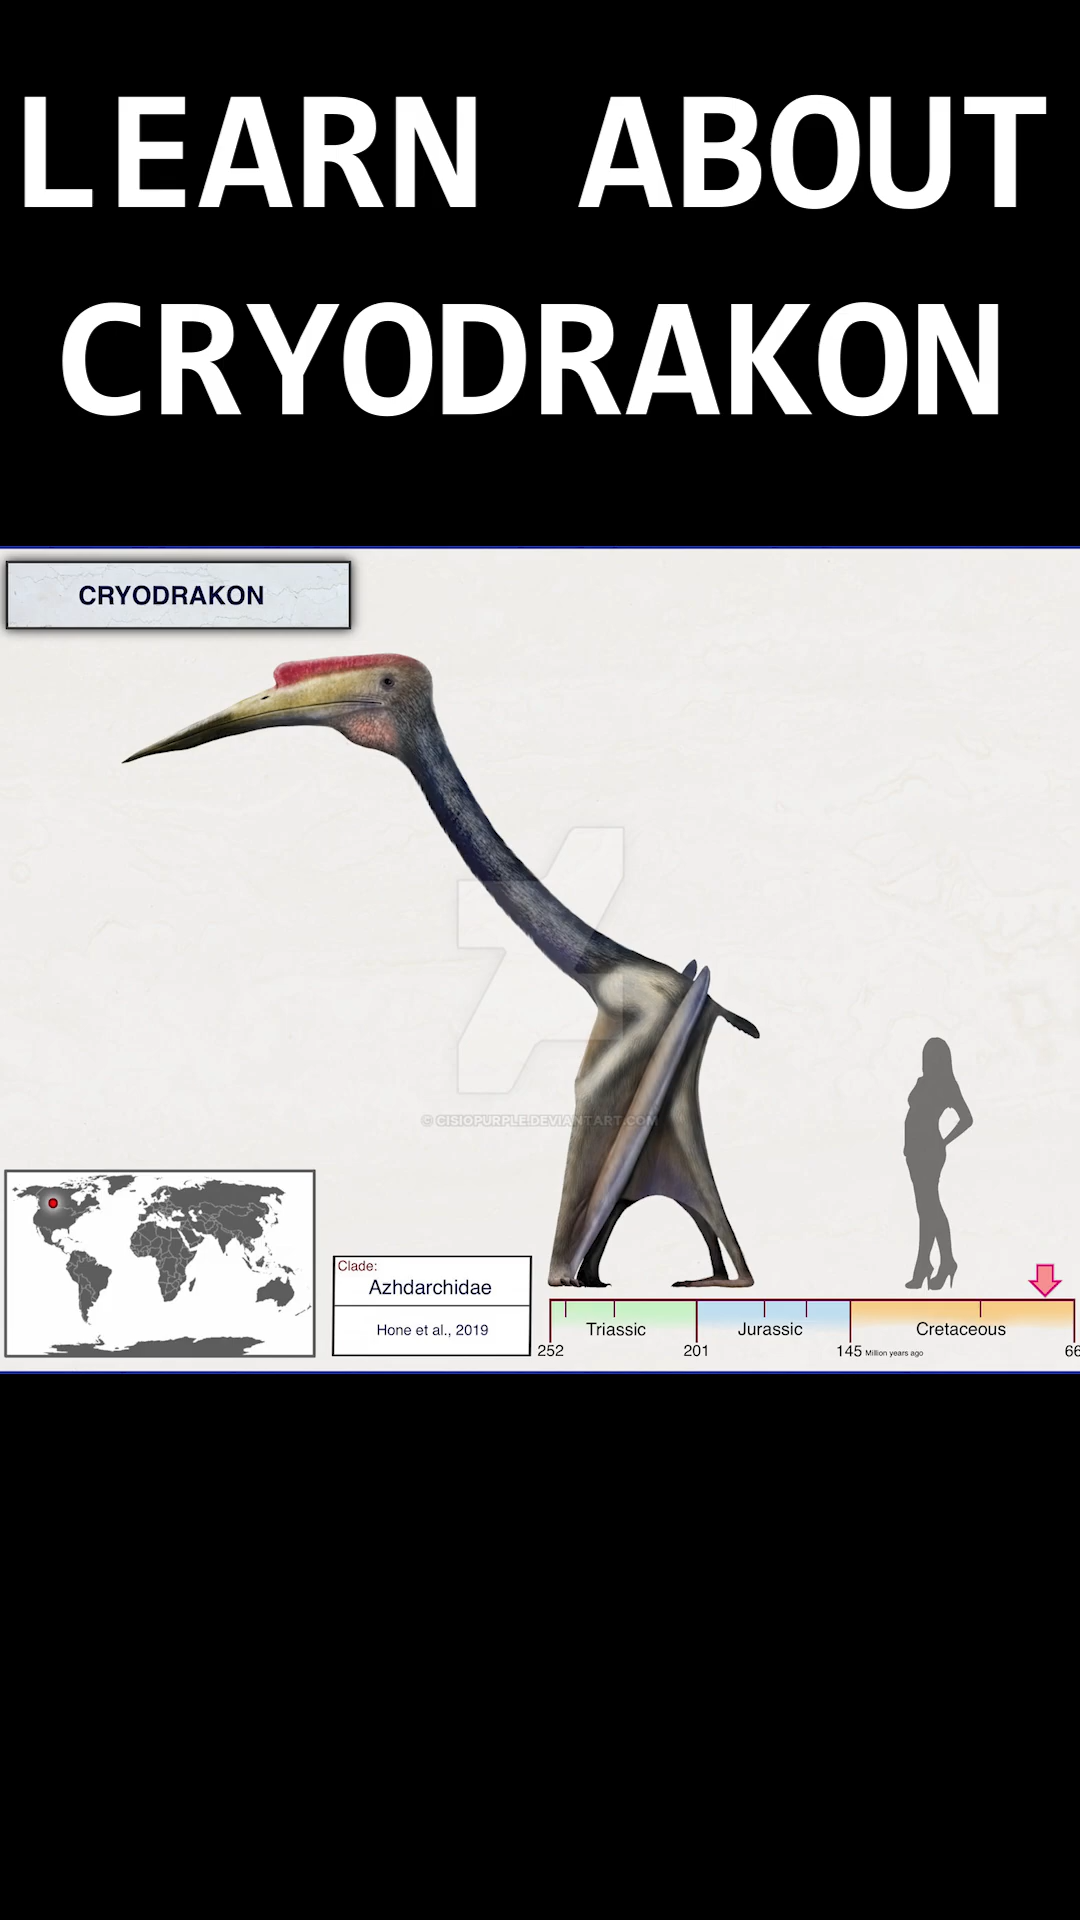 LEARN ABOUT
CRYODRAKON
CRYODRAKON
© CISIOPURPLE.DEVIANTART.COM
Clade:
Azhdarchidae
Hone et al., 2019
Triassic
Jurassic
Cretaceous
252
201
145 Million years ago
66